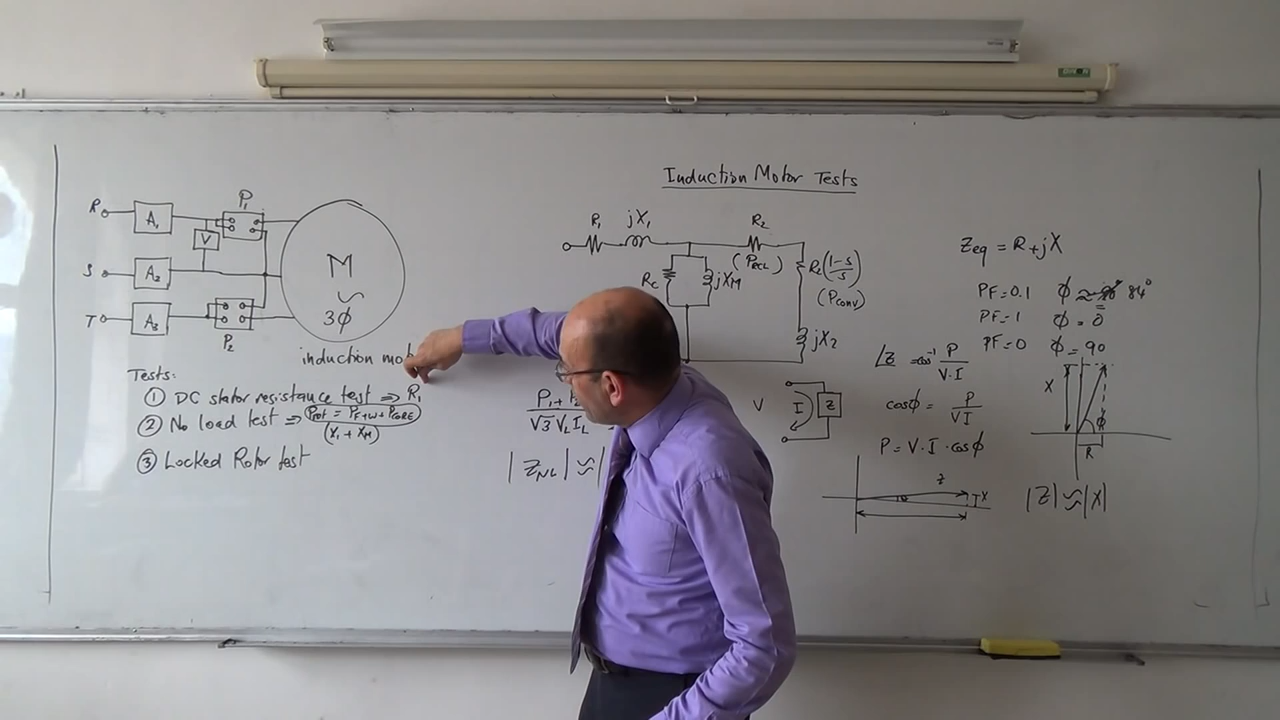 Induction Motor Tests
R
A₁
P₁
V
S
A₂
M
~
3ϕ
T
A₃
P₂
induction mot
Tests:
① DC stator resistance test ⇒ R₁
② No load test ⇒ (Prot = PF+W + PCORE)
(X₁ + XM)
③ Locked Rotor test
R₁
jX₁
R₂
(PRCL)
RC
jXM
R₂(1-s/s)
(Pconv)
jX₂
P₁+
√3 VL IL
|ZNL| ≈ |
V
I
Z
Zeq = R + jX
PF = 0.1 ϕ ≈ 84°
PF = 1 ϕ = 0
PF = 0 ϕ = 90
∠Z = cos⁻¹ P/V·I
cosϕ = P/VI
P = V·I·cosϕ
X
ϕ
R
Z
X
|Z| ≈ |X|